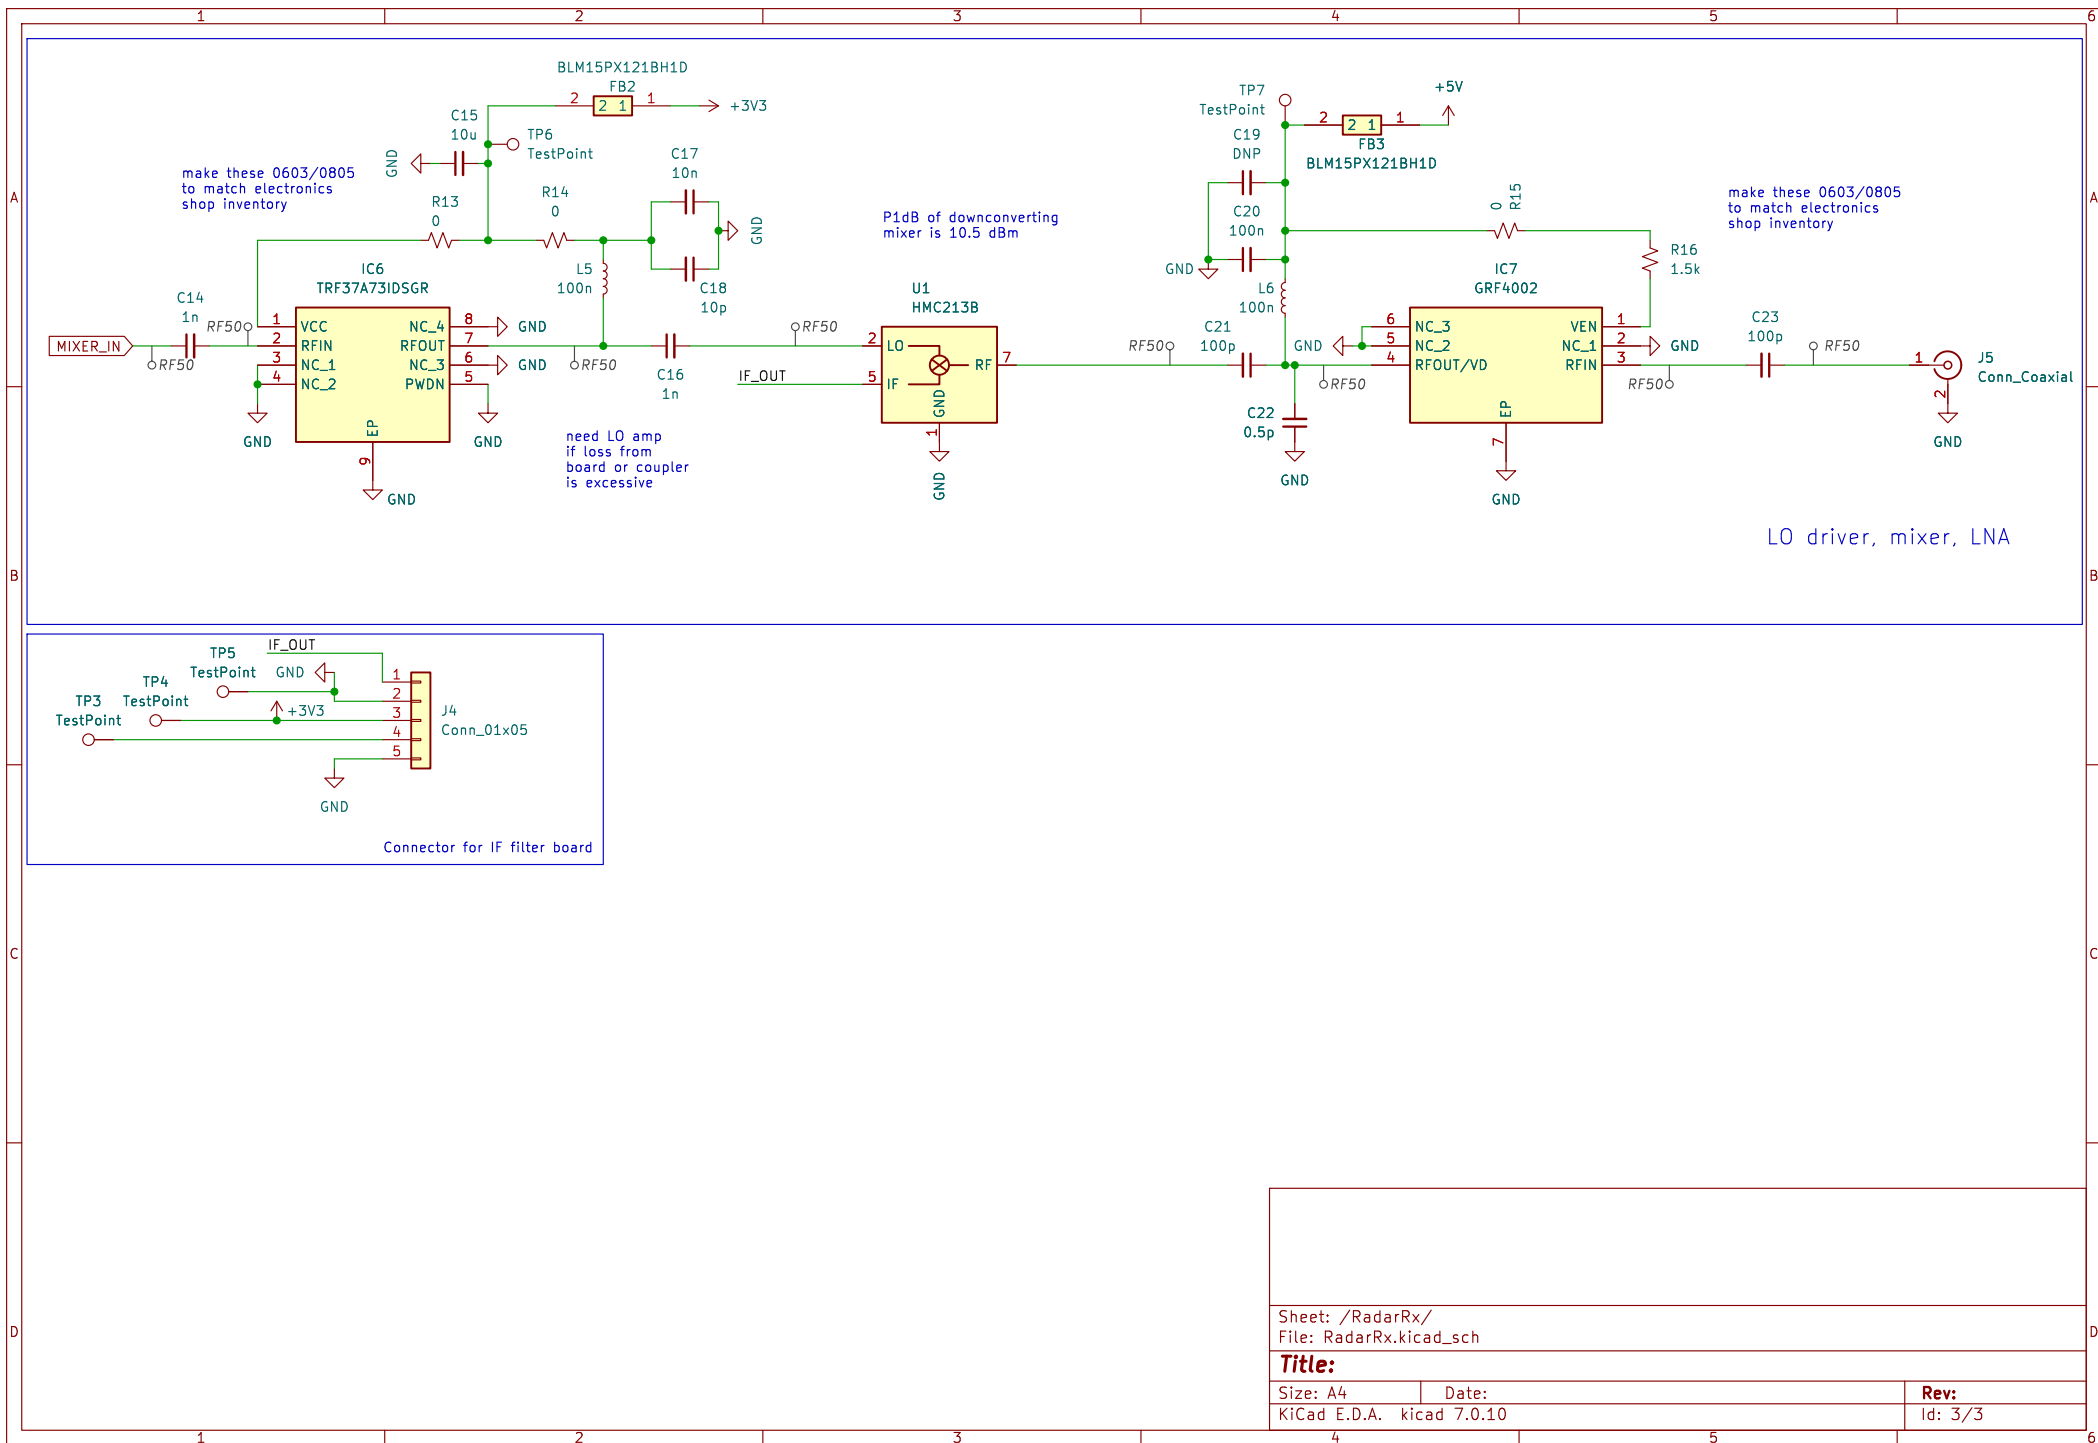 1 2 3 4 5 6
A
B
C
D
BLM15PX121BH1D
FB2
2 2 1 1 +3V3
C15
10u
GND
TP6
TestPoint
make these 0603/0805
to match electronics
shop inventory
R13
0
R14
0
C17
10n
GND
C18
10p
L5
100n
IC6
TRF37A73IDSGR
C14
1n
MIXER_IN
RF50
RF50
1 VCC
2 RFIN
3 NC_1
4 NC_2
NC_4 8
RFOUT 7
NC_3 6
PWDN 5
EP
9
GND
GND
GND
GND
GND
RF50
C16
1n
need LO amp
if loss from
board or coupler
is excessive
RF50
IF_OUT
P1dB of downconverting
mixer is 10.5 dBm
U1
HMC213B
2 LO
5 IF
RF 7
GND
1
GND
TP7
TestPoint
+5V
2 2 1 1
FB3
BLM15PX121BH1D
C19
DNP
C20
100n
GND
L6
100n
C21
100p
RF50
GND
RF50
C22
0.5p
GND
0
R15
R16
1.5k
make these 0603/0805
to match electronics
shop inventory
IC7
GRF4002
6 NC_3
5 NC_2
4 RFOUT/VD
VEN 1
NC_1 2
RFIN 3
EP
7
GND
GND
RF50
C23
100p
RF50
1
2
J5
Conn_Coaxial
GND
LO driver, mixer, LNA
IF_OUT
TP5
TestPoint
GND
TP4
TestPoint
+3V3
TP3
TestPoint
1
2
3
4
5
J4
Conn_01x05
GND
Connector for IF filter board
Sheet: /RadarRx/
File: RadarRx.kicad_sch
Title:
Size: A4 Date: Rev:
KiCad E.D.A. kicad 7.0.10 Id: 3/3
A
B
C
D
1 2 3 4 5 6